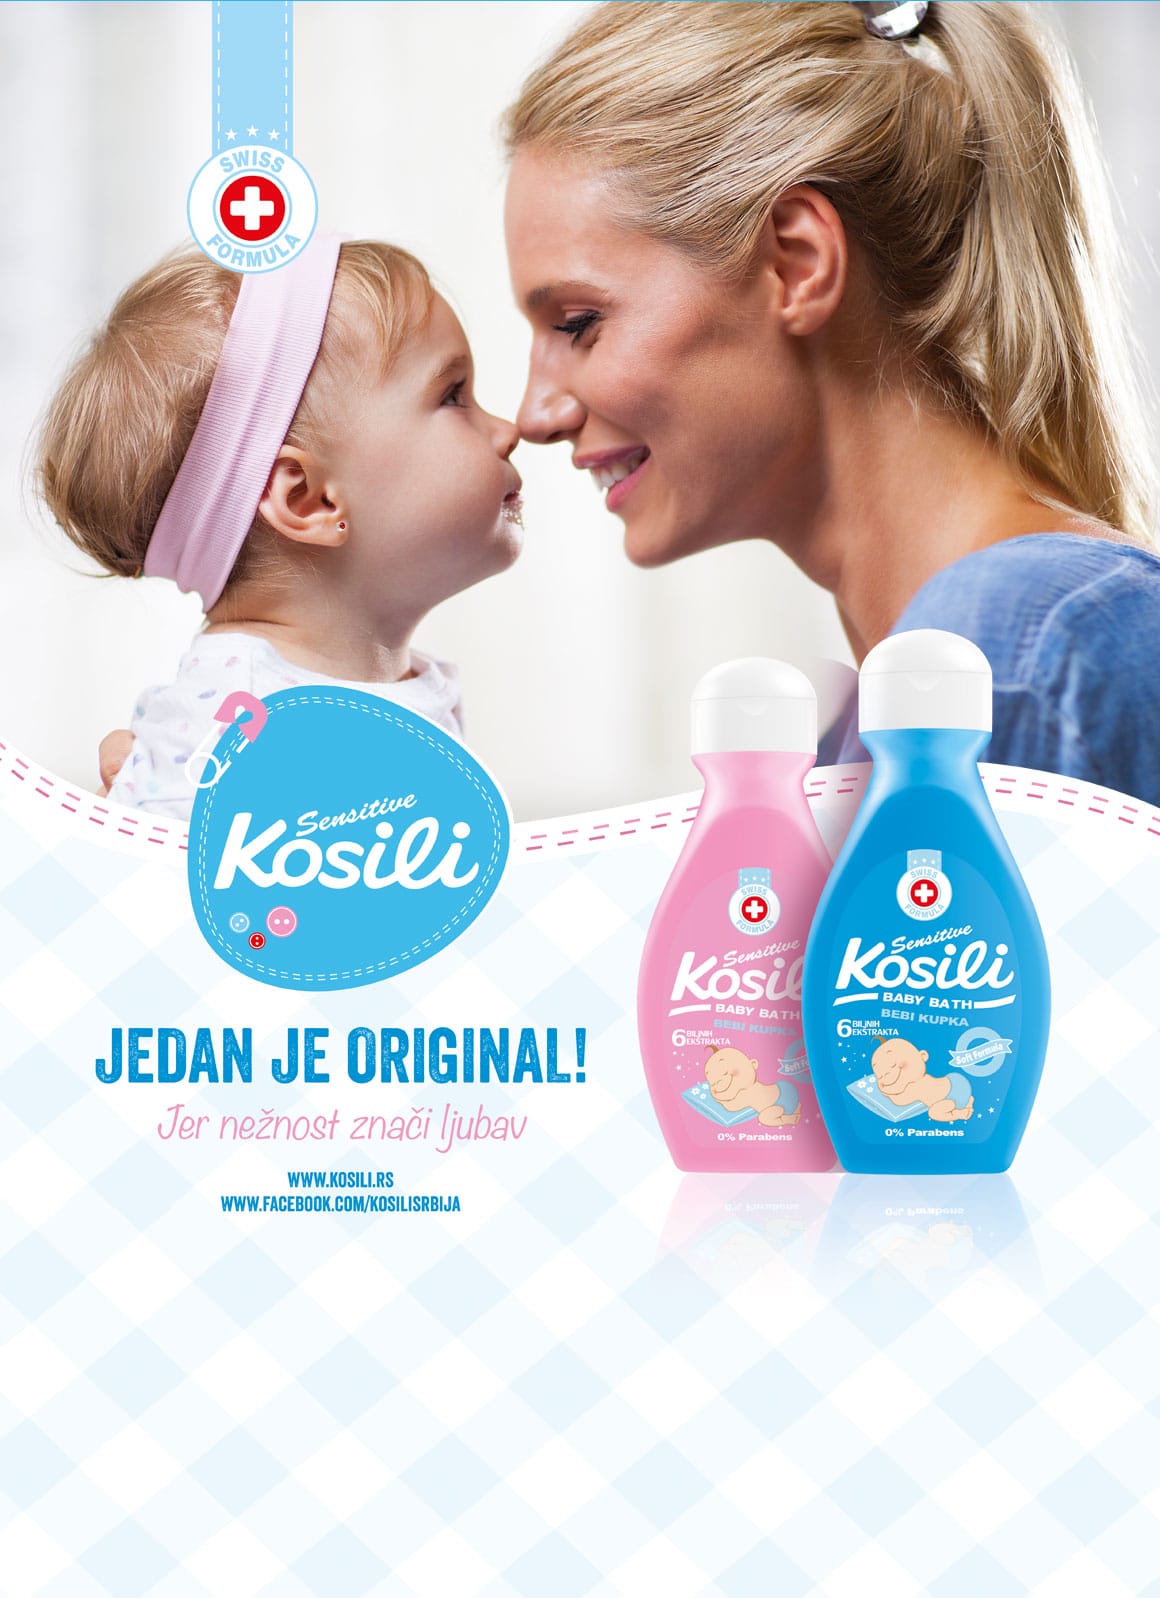 SWISS
FORMULA
Sensitive
Kosili
JEDAN JE ORIGINAL!
Jer nežnost znači ljubav
WWW.KOSILI.RS
WWW.FACEBOOK.COM/KOSILISRBIJA
SWISS
FORMULA
Sensitive
Kosili
BABY BATH
BEBI KUPKA
6 BILJNIH
EKSTRAKTA
0% Parabens
SWISS
FORMULA
Sensitive
Kosili
BABY BATH
BEBI KUPKA
6 BILJNIH
EKSTRAKTA
Soft Formula
0% Parabens